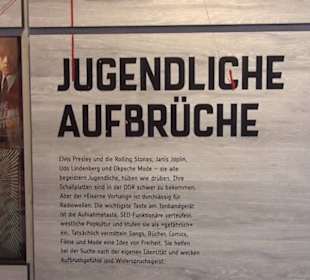 JUGENDLICHE
AUFBRÜCHE
Elvis Presley und die Rolling Stones, Janis Joplin,
Udo Lindenberg und Depeche Mode – sie alle
begeistern Jugendliche, hüben wie drüben. Ihre
Schallplatten sind in der DDR schwer zu bekommen.
Aber der »Eiserne Vorhang« ist durchlässig für
Radiowellen. Die wichtigste Taste am Tonbandgerät
ist die Aufnahmetaste. SED-Funktionäre verteufeln
westliche Popkultur und stufen sie als »gefährlich«
ein. Tatsächlich vermitteln Songs, Bücher, Comics,
Filme und Mode eine Idee von Freiheit. Sie helfen
bei der Suche nach der eigenen Identität und wecken
Aufbruchsgefühl und Widerspruchsgeist.